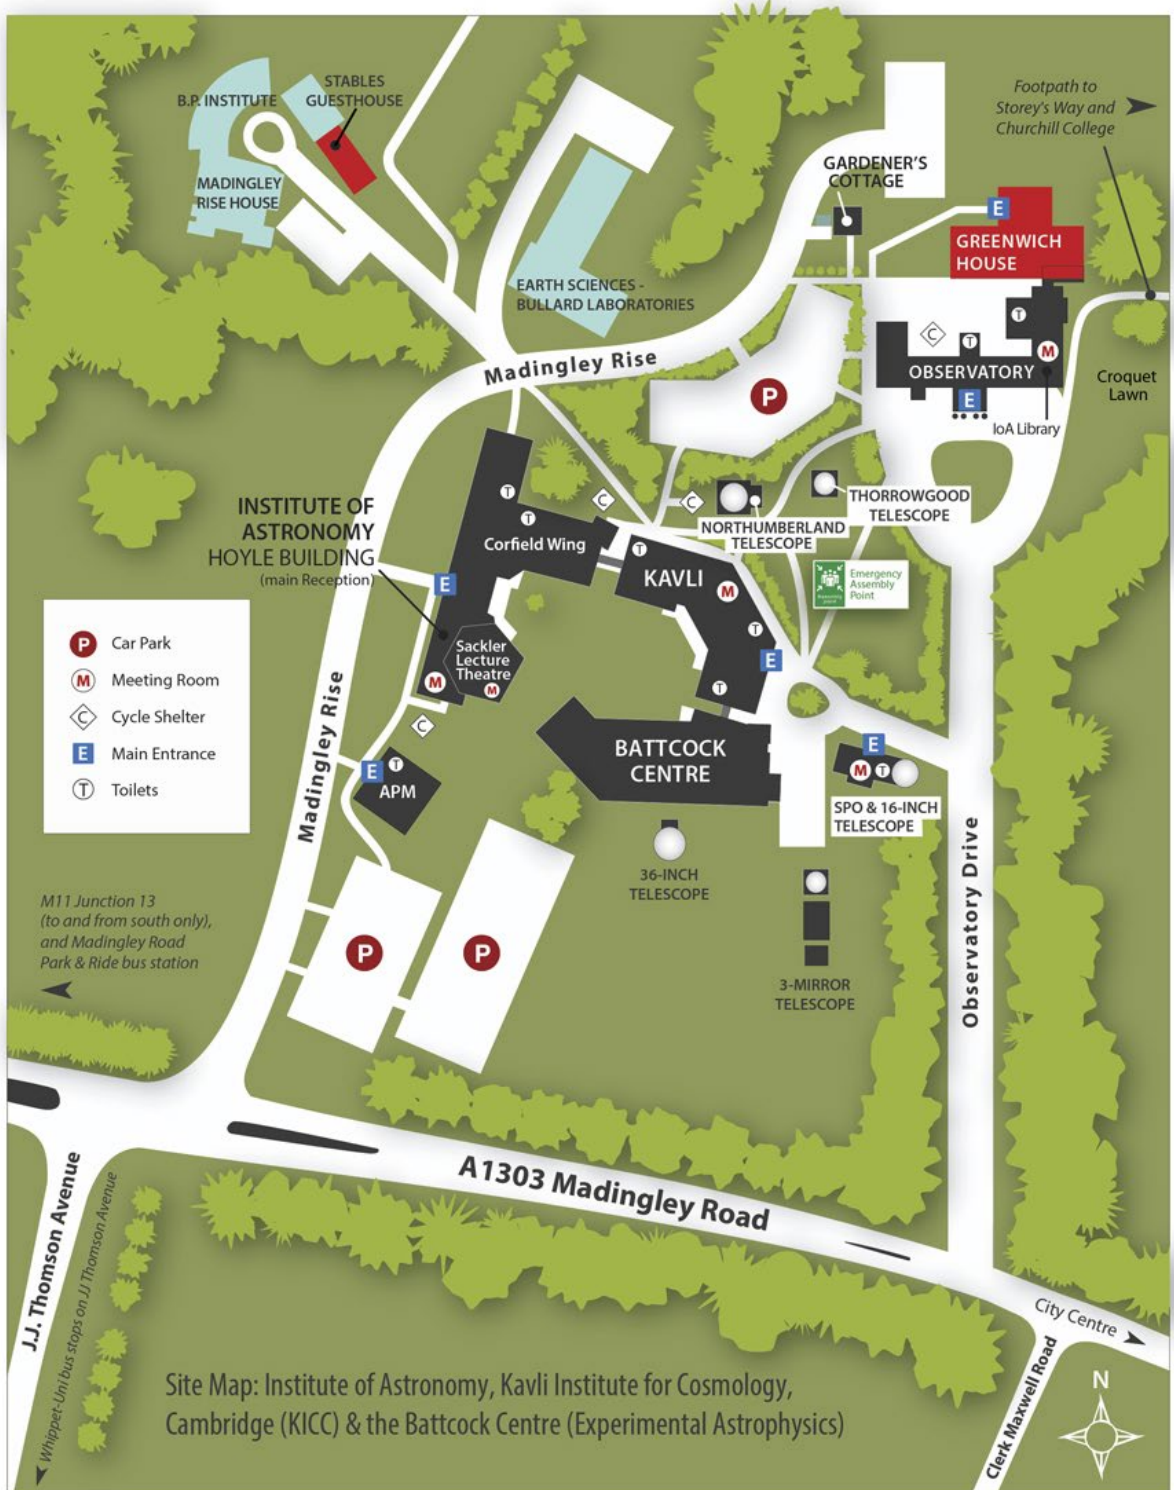 B.P. INSTITUTE
STABLES
GUESTHOUSE
MADINGLEY
RISE HOUSE
EARTH SCIENCES -
BULLARD LABORATORIES
Footpath to
Storey's Way and
Churchill College
GARDENER'S
COTTAGE
E
GREENWICH
HOUSE
Madingley Rise
P
C
T
T
M
OBSERVATORY
E
IoA Library
Croquet
Lawn
INSTITUTE OF
ASTRONOMY
HOYLE BUILDING
(main Reception)
T
T
Corfield Wing
C
C
NORTHUMBERLAND
TELESCOPE
THORROWGOOD
TELESCOPE
Emergency
Assembly
Point
E
Sackler
Lecture
Theatre
M
M
T
KAVLI
M
T
T
E
P Car Park
M Meeting Room
C Cycle Shelter
E Main Entrance
T Toilets
Madingley Rise
C
E
T
APM
BATTCOCK
CENTRE
E
M
T
SPO & 16-INCH
TELESCOPE
36-INCH
TELESCOPE
3-MIRROR
TELESCOPE
Observatory Drive
M11 Junction 13
(to and from south only),
and Madingley Road
Park & Ride bus station
P
P
A1303 Madingley Road
J.J. Thomson Avenue
Whippet-Uni bus stops on JJ Thomson Avenue
City Centre
Clerk Maxwell Road
N
Site Map: Institute of Astronomy, Kavli Institute for Cosmology,
Cambridge (KICC) & the Battcock Centre (Experimental Astrophysics)